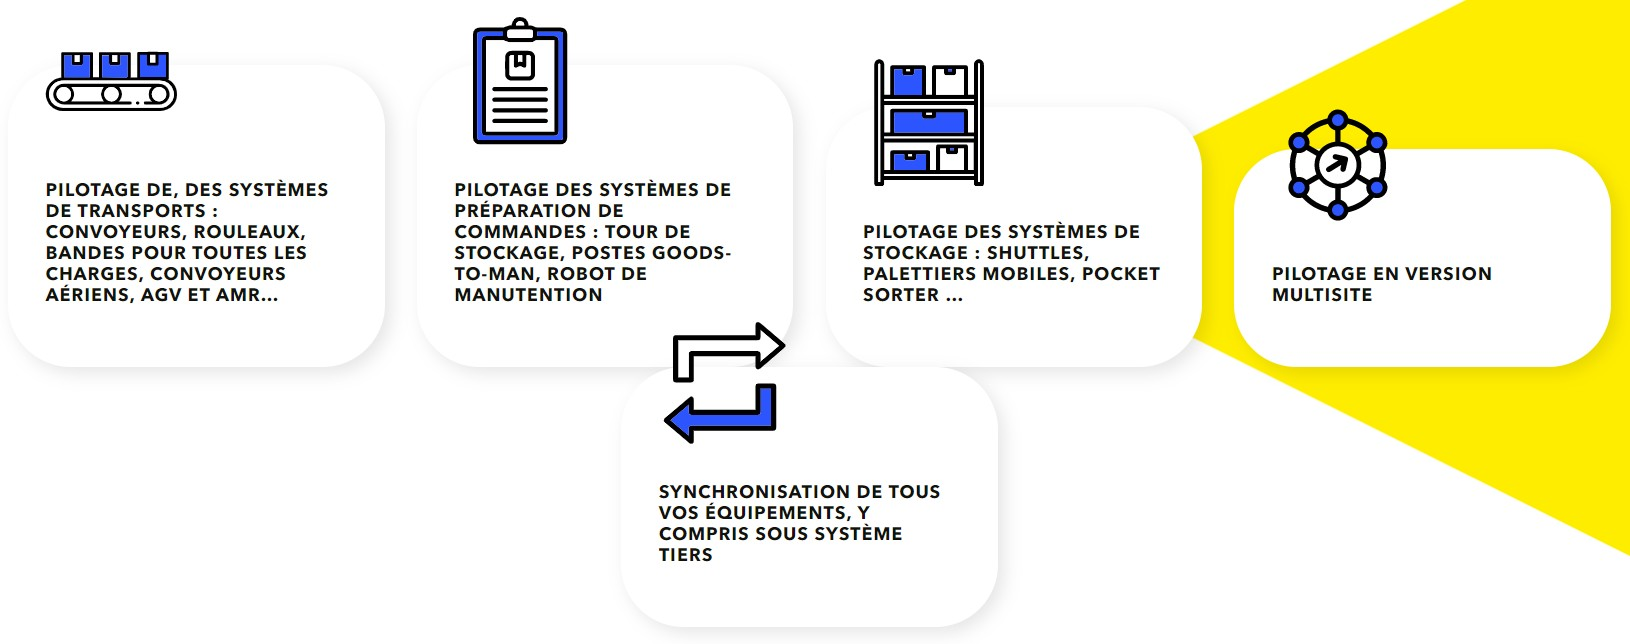 PILOTAGE DE, DES SYSTÈMES
DE TRANSPORTS :
CONVOYEURS, ROULEAUX,
BANDES POUR TOUTES LES
CHARGES, CONVOYEURS
AÉRIENS, AGV ET AMR...
PILOTAGE DES SYSTÈMES DE
PRÉPARATION DE
COMMANDES : TOUR DE
STOCKAGE, POSTES GOODS-
TO-MAN, ROBOT DE
MANUTENTION
PILOTAGE DES SYSTÈMES DE
STOCKAGE : SHUTTLES,
PALETTIERS MOBILES, POCKET
SORTER ...
PILOTAGE EN VERSION
MULTISITE
SYNCHRONISATION DE TOUS
VOS ÉQUIPEMENTS, Y
COMPRIS SOUS SYSTÈME
TIERS